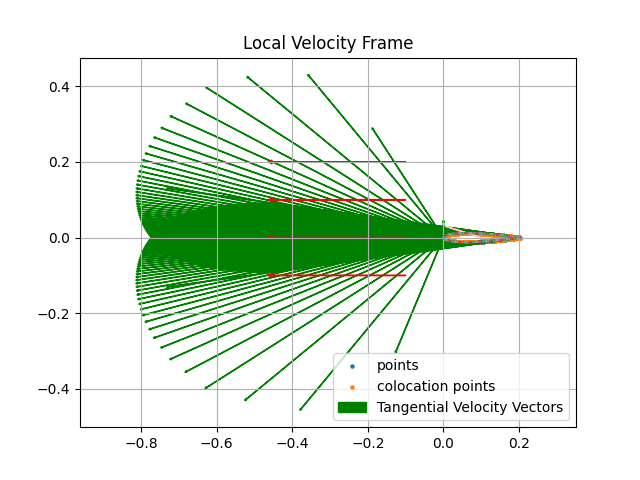 Local Velocity Frame
0.4
0.2
0.0
−0.2
−0.4
points
colocation points
Tangential Velocity Vectors
−0.8 −0.6 −0.4 −0.2 0.0 0.2